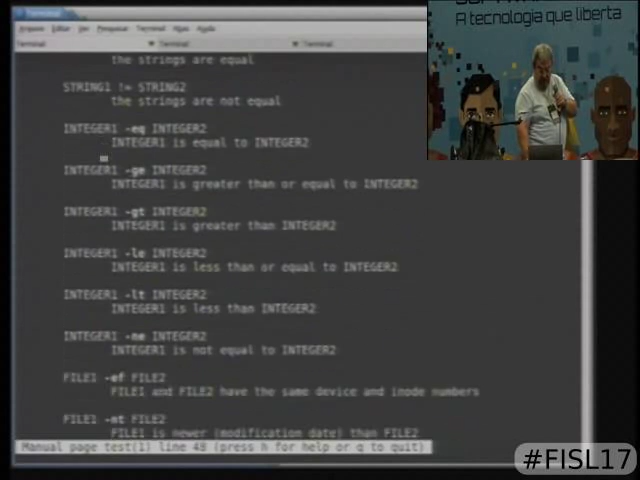 Terminal
Arquivo Editar Ver Pesquisar Terminal Abas Ajuda
Terminal Terminal Terminal
the strings are equal
STRING1 != STRING2
the strings are not equal
INTEGER1 -eq INTEGER2
INTEGER1 is equal to INTEGER2
INTEGER1 -ge INTEGER2
INTEGER1 is greater than or equal to INTEGER2
INTEGER1 -gt INTEGER2
INTEGER1 is greater than INTEGER2
INTEGER1 -le INTEGER2
INTEGER1 is less than or equal to INTEGER2
INTEGER1 -lt INTEGER2
INTEGER1 is less than INTEGER2
INTEGER1 -ne INTEGER2
INTEGER1 is not equal to INTEGER2
FILE1 -ef FILE2
FILE1 and FILE2 have the same device and inode numbers
FILE1 -nt FILE2
FILE1 is newer (modification date) than FILE2
Manual page test(1) line 48 (press h for help or q to quit)
A tecnologia que liberta
#FISL17